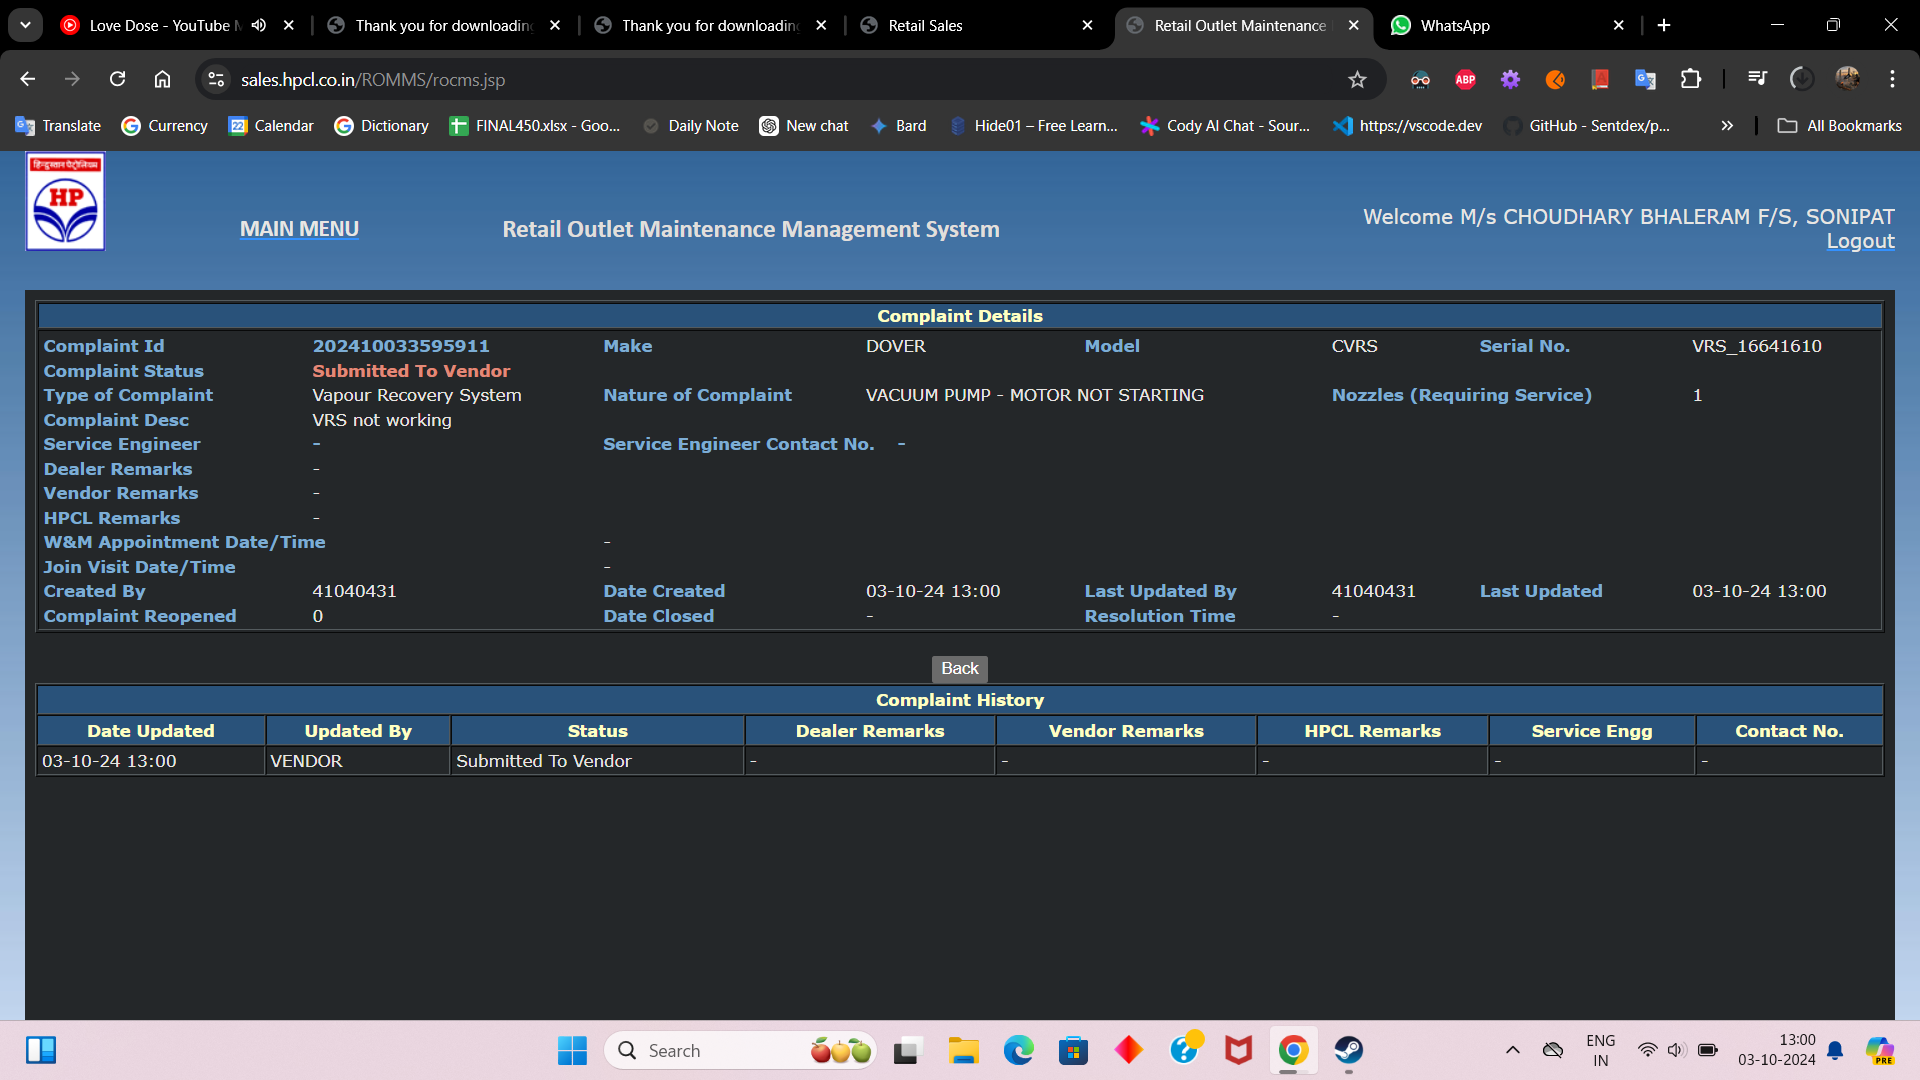 Love Dose - YouTube M
Thank you for downloading
Thank you for downloading
Retail Sales
Retail Outlet Maintenance
WhatsApp
sales.hpcl.co.in/ROMMS/rocms.jsp
ABP
Translate
Currency
22 Calendar
Dictionary
FINAL450.xlsx - Goo...
Daily Note
New chat
Bard
Hide01 – Free Learn...
Cody AI Chat - Sour...
https://vscode.dev
GitHub - Sentdex/p...
All Bookmarks
हिन्दुस्तान पेट्रोलियम
HP
MAIN MENU
Retail Outlet Maintenance Management System
Welcome M/s CHOUDHARY BHALERAM F/S, SONIPAT
Logout
Complaint Details
Complaint Id 202410033595911 Make DOVER Model CVRS Serial No. VRS_16641610
Complaint Status Submitted To Vendor
Type of Complaint Vapour Recovery System Nature of Complaint VACUUM PUMP - MOTOR NOT STARTING Nozzles (Requiring Service) 1
Complaint Desc VRS not working
Service Engineer - Service Engineer Contact No. -
Dealer Remarks -
Vendor Remarks -
HPCL Remarks -
W&M Appointment Date/Time -
Join Visit Date/Time -
Created By 41040431 Date Created 03-10-24 13:00 Last Updated By 41040431 Last Updated 03-10-24 13:00
Complaint Reopened 0 Date Closed - Resolution Time -
Back
Complaint History
Date Updated Updated By Status Dealer Remarks Vendor Remarks HPCL Remarks Service Engg Contact No.
03-10-24 13:00 VENDOR Submitted To Vendor - - - - -
Search
ENG
IN
13:00
03-10-2024
PRE